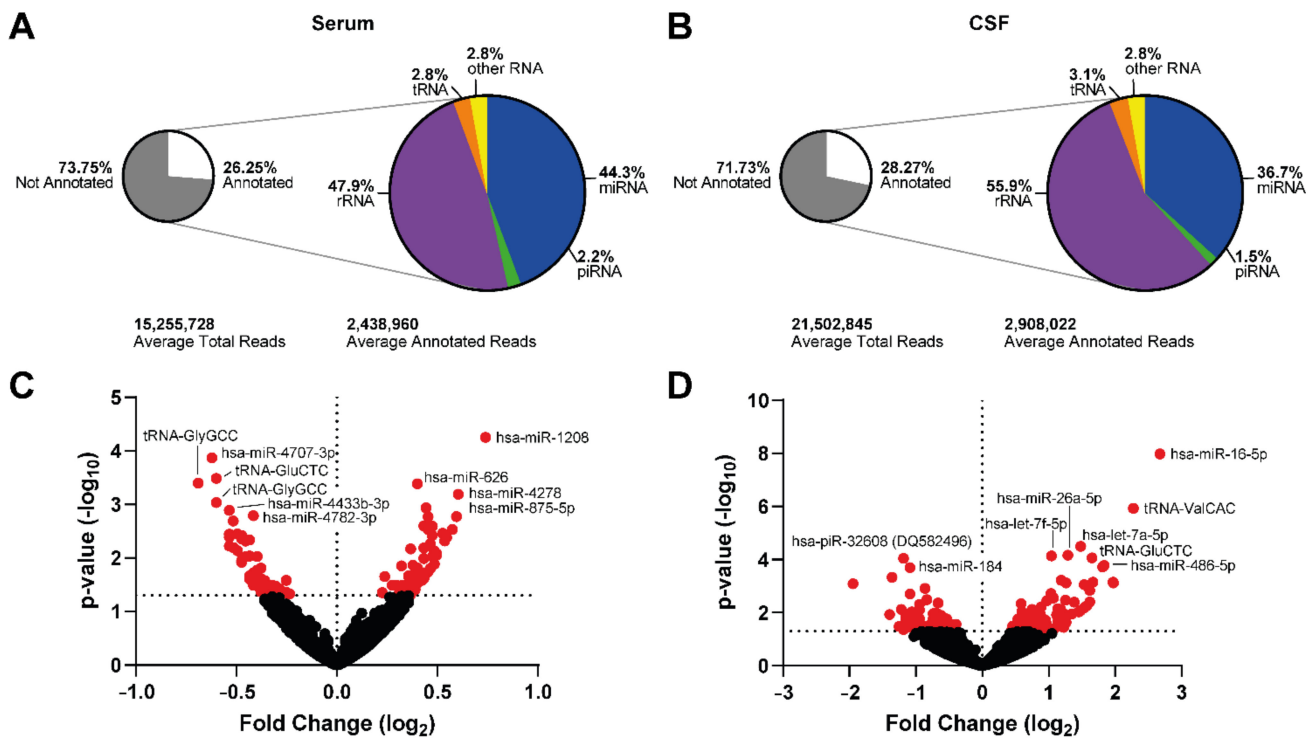 A
Serum
2.8%
other RNA
2.8%
tRNA
73.75%
Not Annotated
26.25%
Annotated
47.9%
rRNA
44.3%
miRNA
2.2%
piRNA
15,255,728
Average Total Reads
2,438,960
Average Annotated Reads
B
CSF
2.8%
other RNA
3.1%
tRNA
71.73%
Not Annotated
28.27%
Annotated
55.9%
rRNA
36.7%
miRNA
1.5%
piRNA
21,502,845
Average Total Reads
2,908,022
Average Annotated Reads
C
5
4
3
2
1
0
p-value (-log10)
tRNA-GlyGCC
hsa-miR-4707-3p
tRNA-GluCTC
tRNA-GlyGCC
hsa-miR-4433b-3p
hsa-miR-4782-3p
hsa-miR-1208
hsa-miR-626
hsa-miR-4278
hsa-miR-875-5p
-1.0
-0.5
0.0
0.5
1.0
Fold Change (log2)
D
10
8
6
4
2
0
p-value (-log10)
hsa-miR-16-5p
hsa-miR-26a-5p
tRNA-ValCAC
hsa-let-7f-5p
hsa-let-7a-5p
hsa-piR-32608 (DQ582496)
tRNA-GluCTC
hsa-miR-184
hsa-miR-486-5p
-3
-2
-1
0
1
2
3
Fold Change (log2)